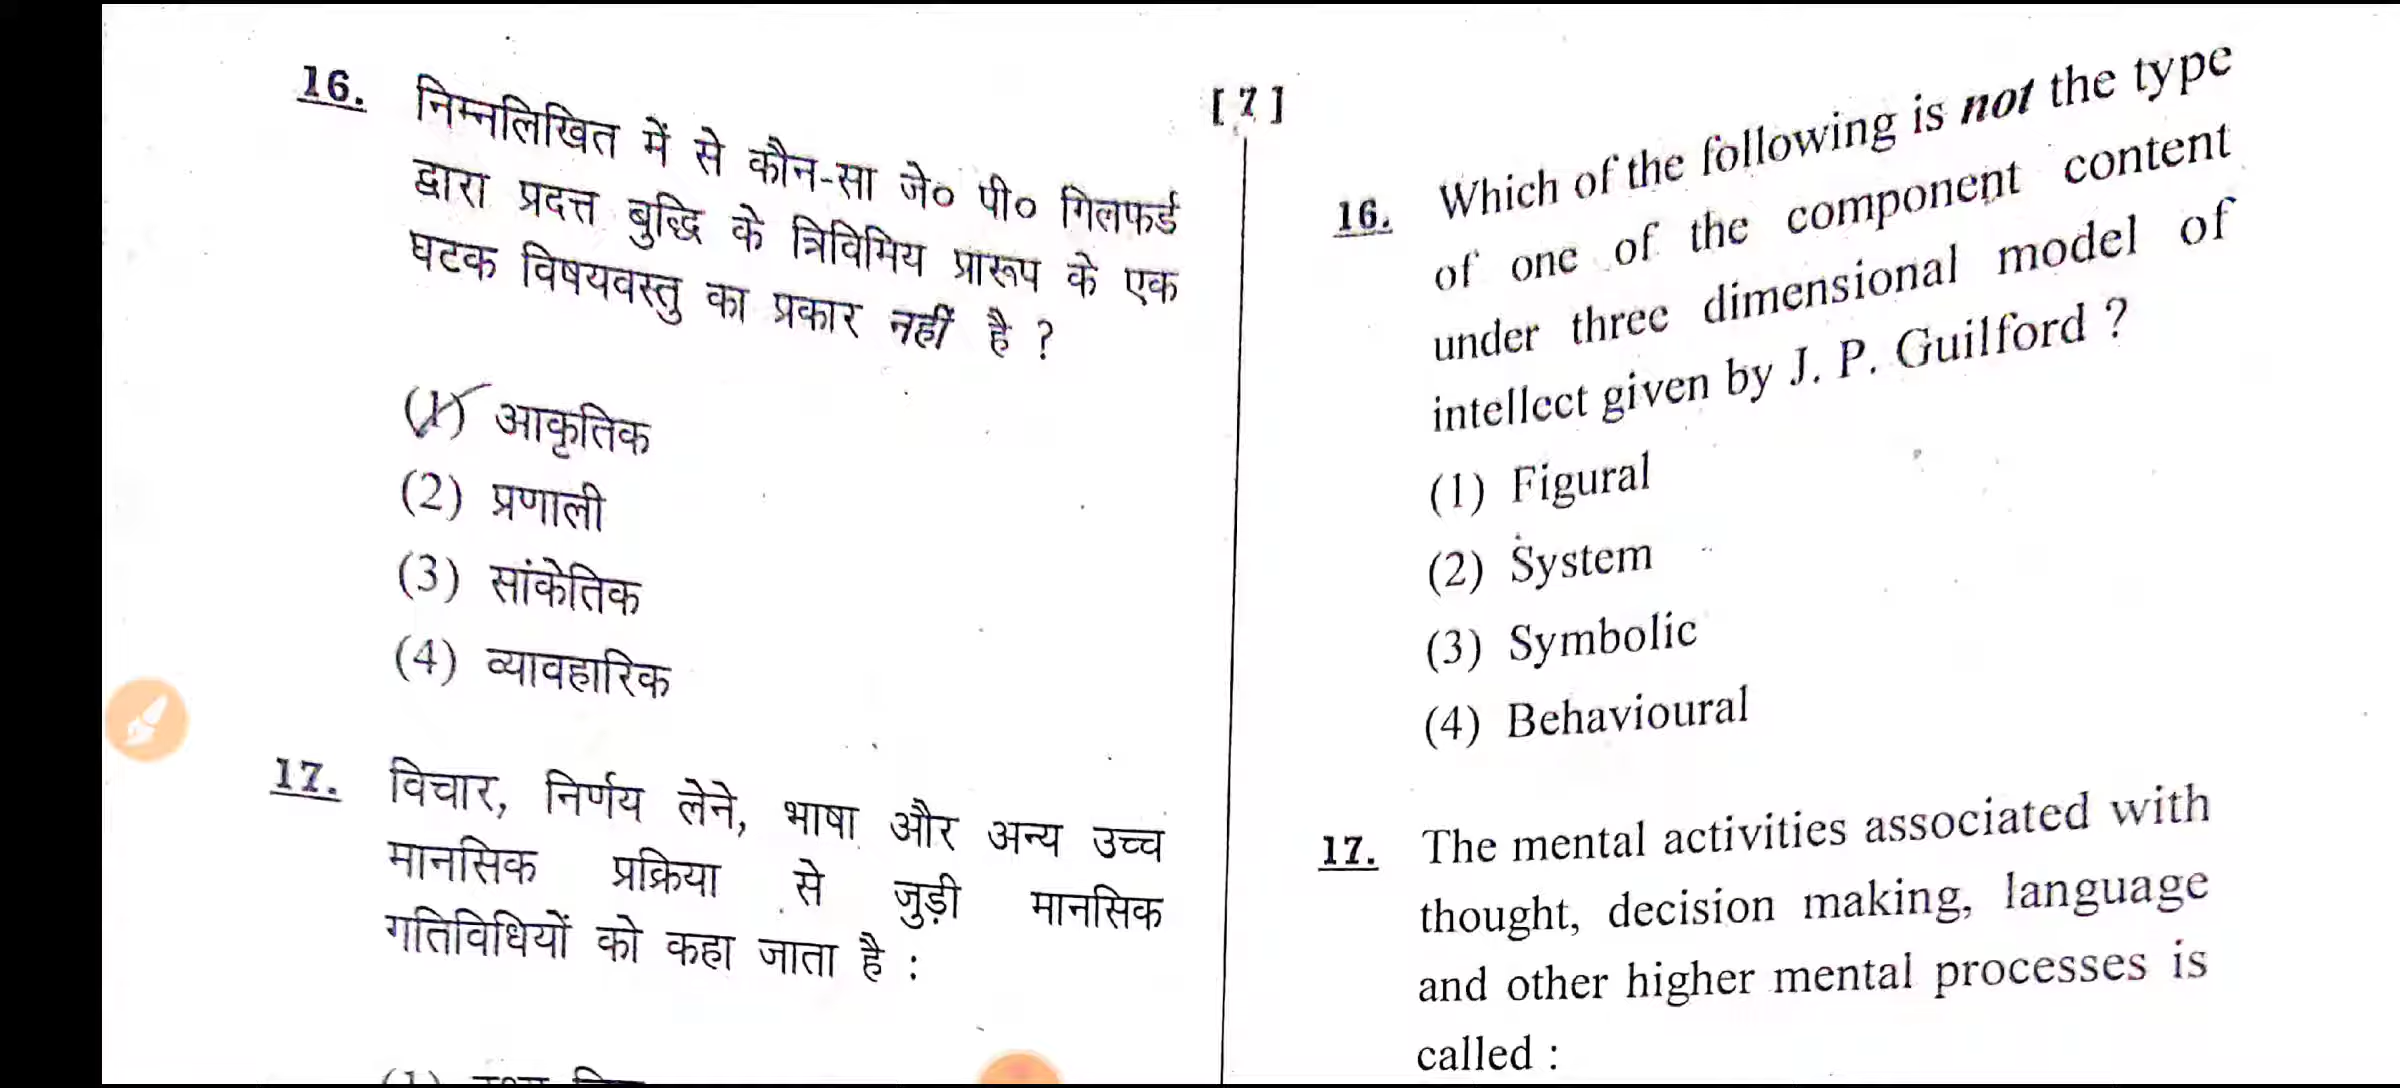 [ 7 ]
16. निम्नलिखित में से कौन-सा जे० पी० गिलफर्ड
द्वारा प्रदत्त बुद्धि के त्रिविमिय प्रारूप के एक
घटक विषयवस्तु का प्रकार नहीं है ?
(1) आकृतिक
(2) प्रणाली
(3) सांकेतिक
(4) व्यावहारिक
17. विचार, निर्णय लेने, भाषा और अन्य उच्च
मानसिक प्रक्रिया से जुड़ी मानसिक
गतिविधियों को कहा जाता है :
16. Which of the following is not the type
of one of the component content
under three dimensional model of
intellect given by J. P. Guilford ?
(1) Figural
(2) System
(3) Symbolic
(4) Behavioural
17. The mental activities associated with
thought, decision making, language
and other higher mental processes is
called :